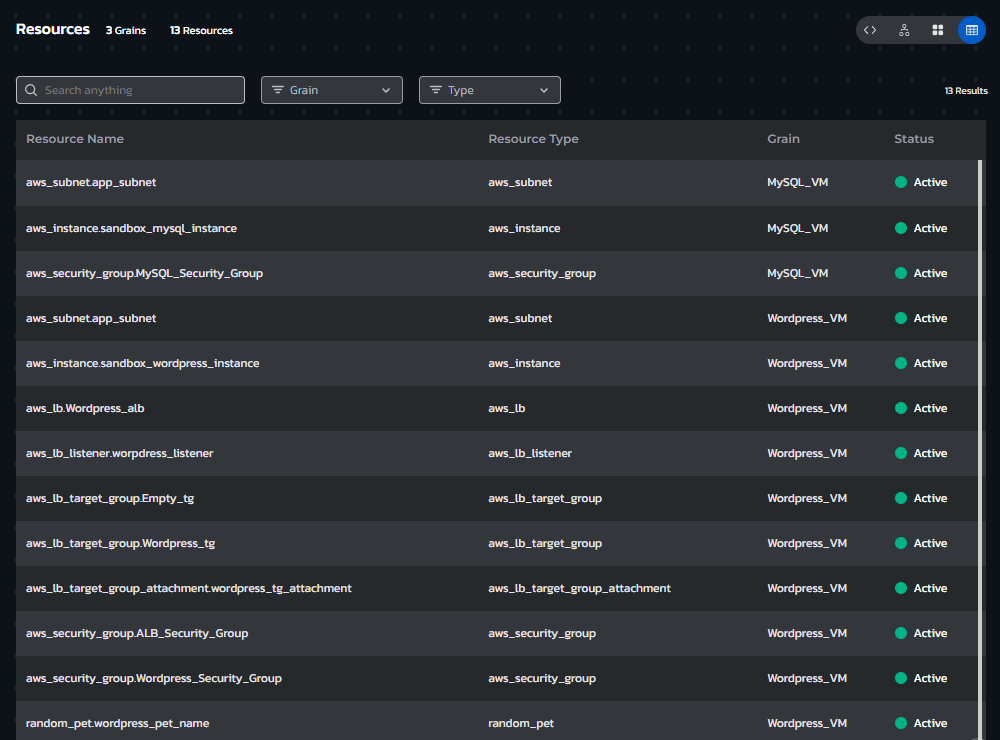 Resources 3 Grains 13 Resources
Search anything Grain Type 13 Results
Resource Name Resource Type Grain Status
aws_subnet.app_subnet aws_subnet MySQL_VM Active
aws_instance.sandbox_mysql_instance aws_instance MySQL_VM Active
aws_security_group.MySQL_Security_Group aws_security_group MySQL_VM Active
aws_subnet.app_subnet aws_subnet Wordpress_VM Active
aws_instance.sandbox_wordpress_instance aws_instance Wordpress_VM Active
aws_lb.Wordpress_alb aws_lb Wordpress_VM Active
aws_lb_listener.worpdress_listener aws_lb_listener Wordpress_VM Active
aws_lb_target_group.Empty_tg aws_lb_target_group Wordpress_VM Active
aws_lb_target_group.Wordpress_tg aws_lb_target_group Wordpress_VM Active
aws_lb_target_group_attachment.wordpress_tg_attachment aws_lb_target_group_attachment Wordpress_VM Active
aws_security_group.ALB_Security_Group aws_security_group Wordpress_VM Active
aws_security_group.Wordpress_Security_Group aws_security_group Wordpress_VM Active
random_pet.wordpress_pet_name random_pet Wordpress_VM Active